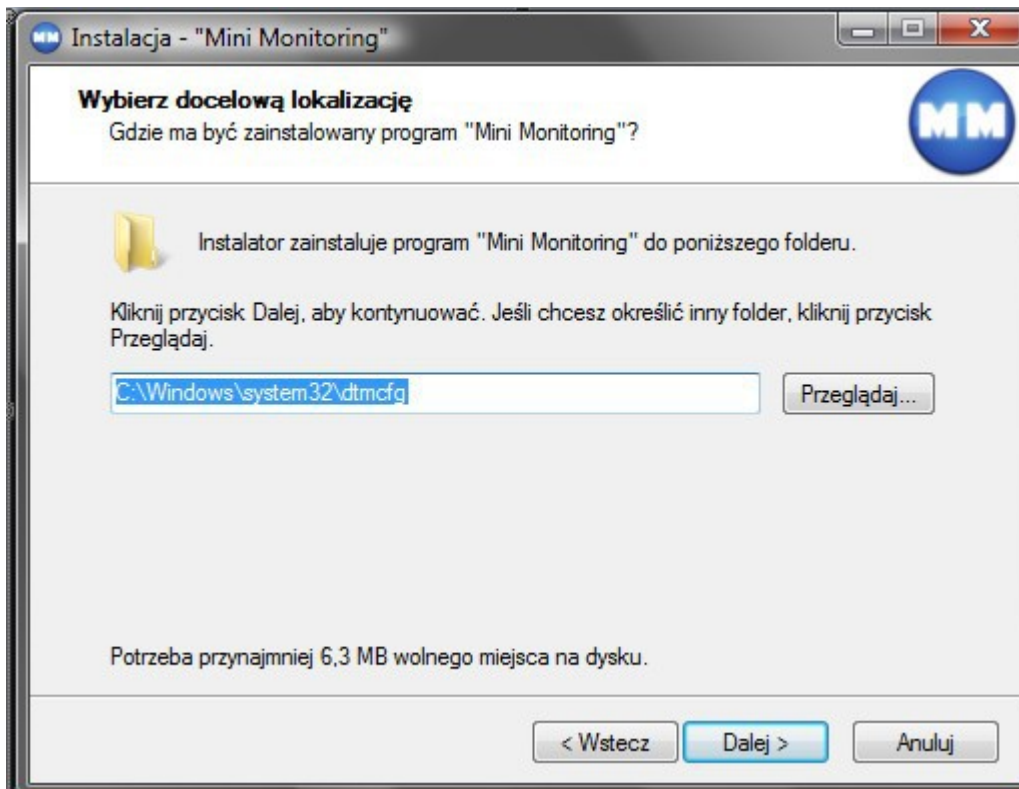 Instalacja - "Mini Monitoring"
Wybierz docelową lokalizację
Gdzie ma być zainstalowany program "Mini Monitoring"?
MM
Instalator zainstaluje program "Mini Monitoring" do poniższego folderu.
Kliknij przycisk Dalej, aby kontynuować. Jeśli chcesz określić inny folder, kliknij przycisk
Przeglądaj.
C:\Windows\system32\dtmcfg
Przeglądaj...
Potrzeba przynajmniej 6,3 MB wolnego miejsca na dysku.
< Wstecz
Dalej >
Anuluj